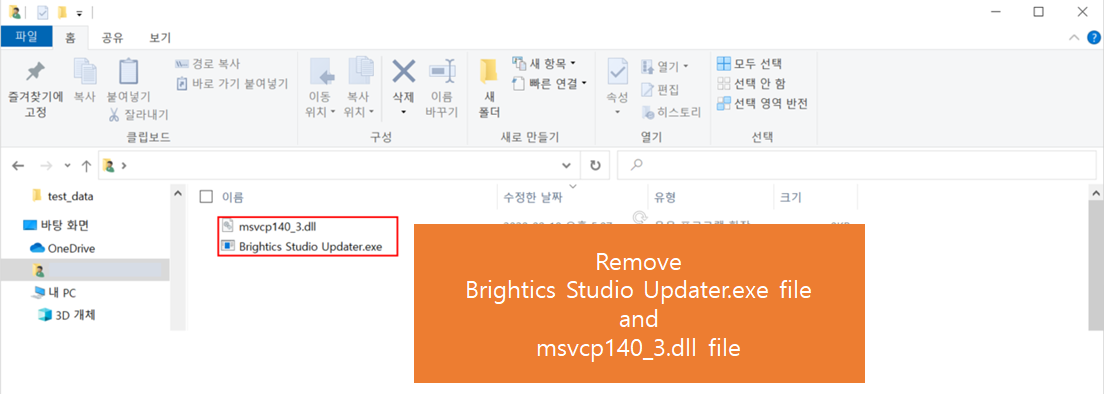 파일
홈
공유
보기
즐겨찾기에
고정
복사
붙여넣기
경로 복사
바로 가기 붙여넣기
잘라내기
클립보드
이동
위치
복사
위치
삭제
이름
바꾸기
구성
새
폴더
새 항목
빠른 연결
새로 만들기
속성
열기
편집
히스토리
열기
모두 선택
선택 안 함
선택 영역 반전
선택
test_data
바탕 화면
OneDrive
내 PC
3D 개체
이름
수정한 날짜
유형
크기
msvcp140_3.dll
Brightics Studio Updater.exe
Remove
Brightics Studio Updater.exe file
and
msvcp140_3.dll file